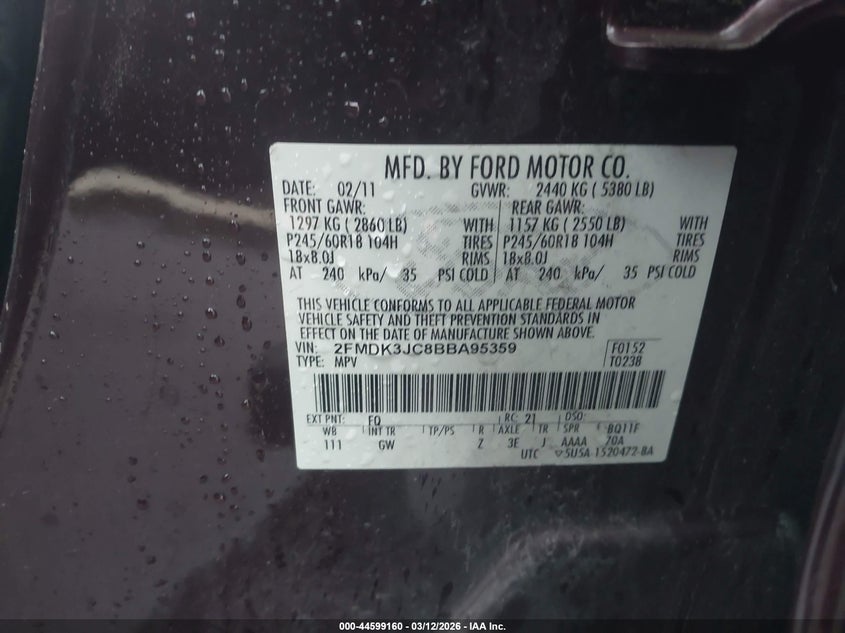 MFD. BY FORD MOTOR CO.
DATE: 02/11 GVWR: 2440 KG ( 5380 LB)
FRONT GAWR: REAR GAWR:
1297 KG ( 2860 LB) WITH 1157 KG ( 2550 LB) WITH
P245/60R18 104H TIRES P245/60R18 104H TIRES
18x8.0J RIMS 18x8.0J RIMS
AT 240 kPa/ 35 PSI COLD AT 240 kPa/ 35 PSI COLD
THIS VEHICLE CONFORMS TO ALL APPLICABLE FEDERAL MOTOR
VEHICLE SAFETY AND THEFT PREVENTION STANDARDS IN
EFFECT ON THE DATE OF MANUFACTURE SHOWN ABOVE.
VIN: 2FMDK3JC8BBA95359 F0152
TYPE: MPV T0238
EXT PNT: FQ RC: 21 DSO:
WB INT TR TP/PS R AXLE TR SPR BQ11F
111 GW Z 3E J AAAA 70A
UTC 5U5A 1520472-BA
000-44599160 - 03/12/2026 - IAA Inc.